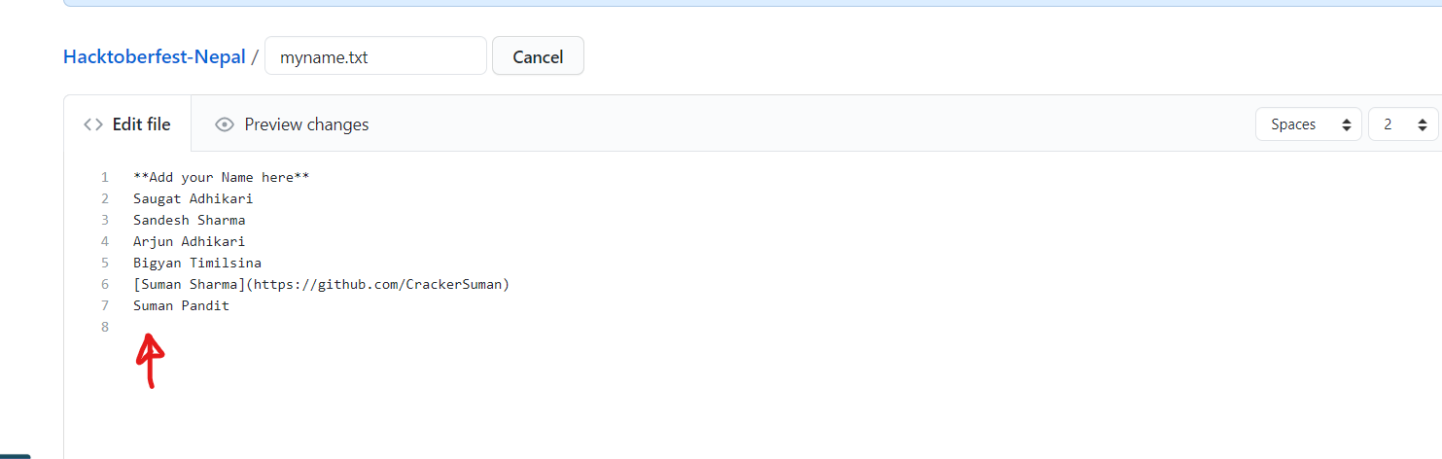 Hacktoberfest-Nepal / myname.txt Cancel
<> Edit file Preview changes Spaces 2
1 **Add your Name here**
2 Saugat Adhikari
3 Sandesh Sharma
4 Arjun Adhikari
5 Bigyan Timilsina
6 [Suman Sharma](https://github.com/CrackerSuman)
7 Suman Pandit
8